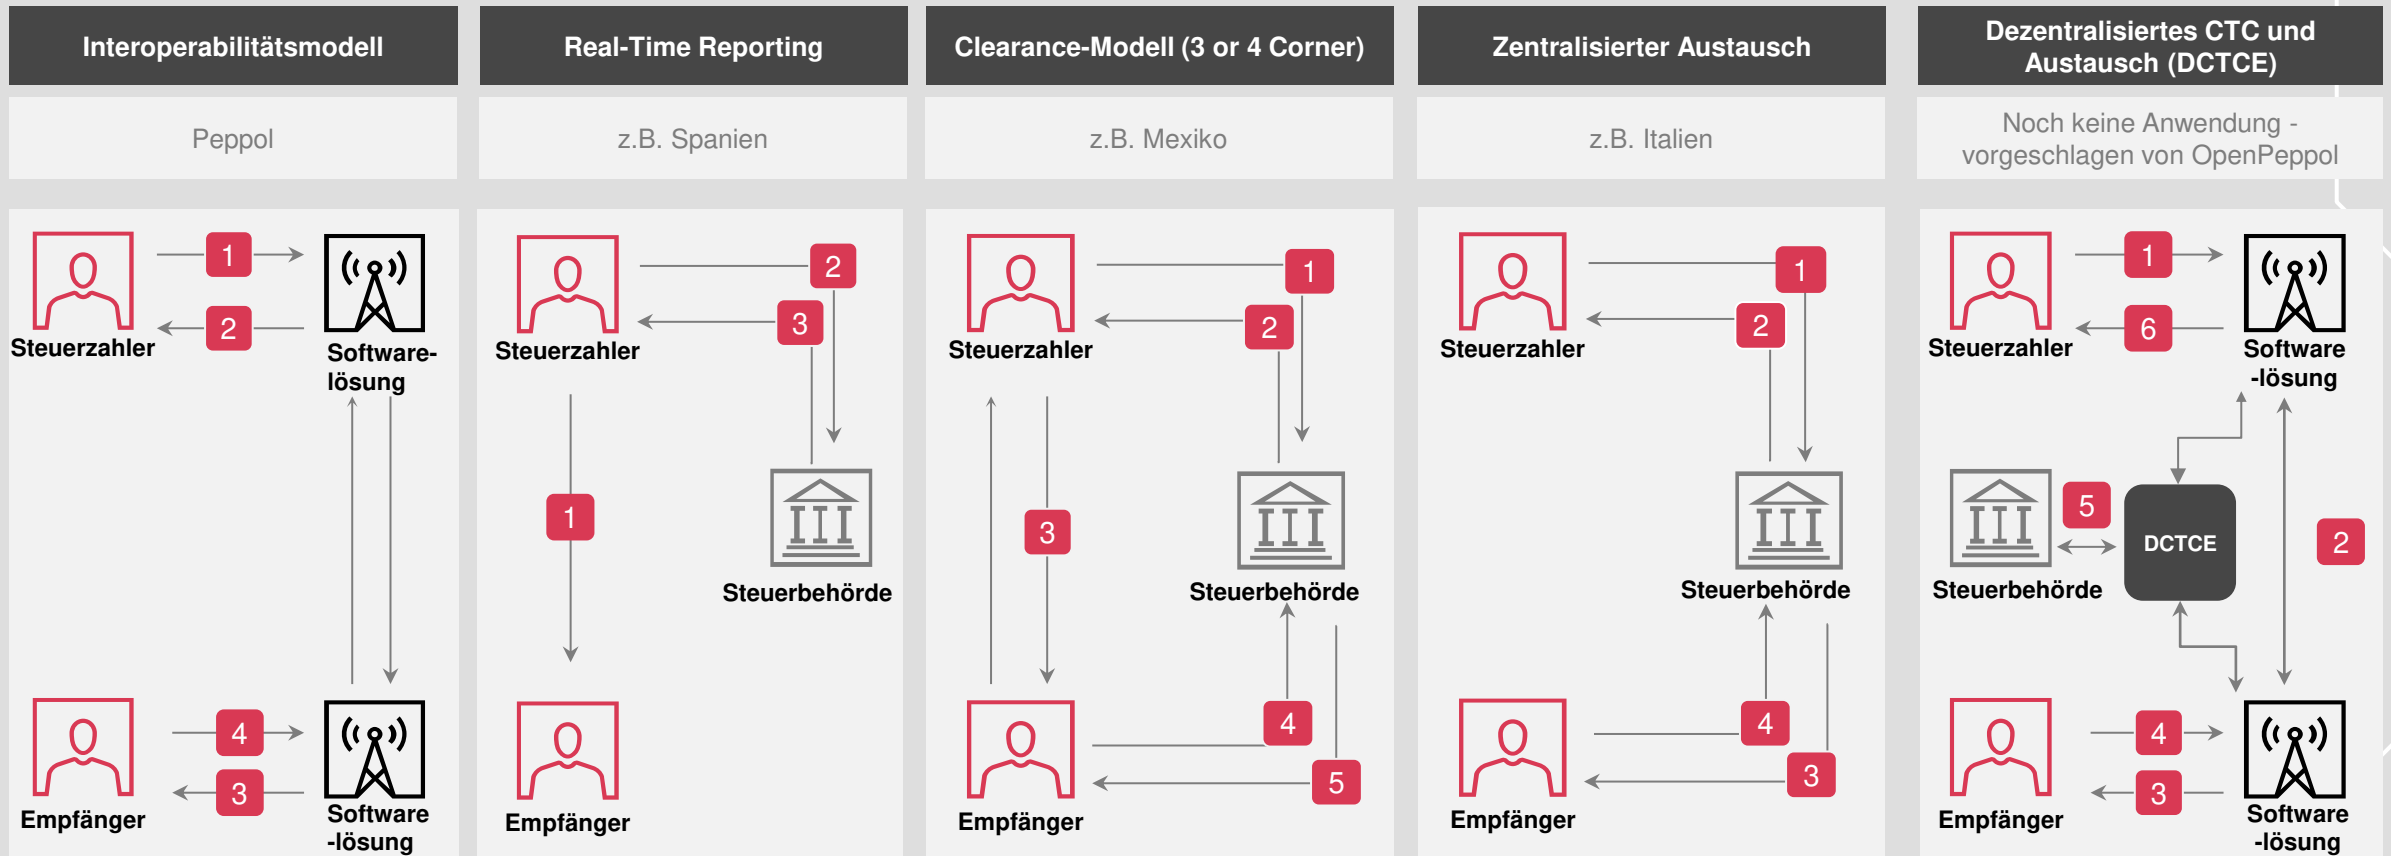 Interoperabilitätsmodell
Peppol
1
2
Steuerzahler
Software-
lösung
4
3
Empfänger
Software
-lösung
Real-Time Reporting
z.B. Spanien
2
3
Steuerzahler
1
Steuerbehörde
Empfänger
Clearance-Modell (3 or 4 Corner)
z.B. Mexiko
1
2
Steuerzahler
3
Steuerbehörde
4
5
Empfänger
Zentralisierter Austausch
z.B. Italien
1
2
Steuerzahler
Steuerbehörde
4
3
Empfänger
Dezentralisiertes CTC und
Austausch (DCTCE)
Noch keine Anwendung -
vorgeschlagen von OpenPeppol
1
6
Steuerzahler
Software
-lösung
5
DCTCE
2
Steuerbehörde
4
3
Empfänger
Software
-lösung